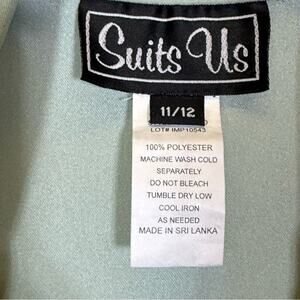 Suits Us
11/12
LOT# IMP10543
100% POLYESTER
MACHINE WASH COLD
SEPARATELY
DO NOT BLEACH
TUMBLE DRY LOW
COOL IRON
AS NEEDED
MADE IN SRI LANKA